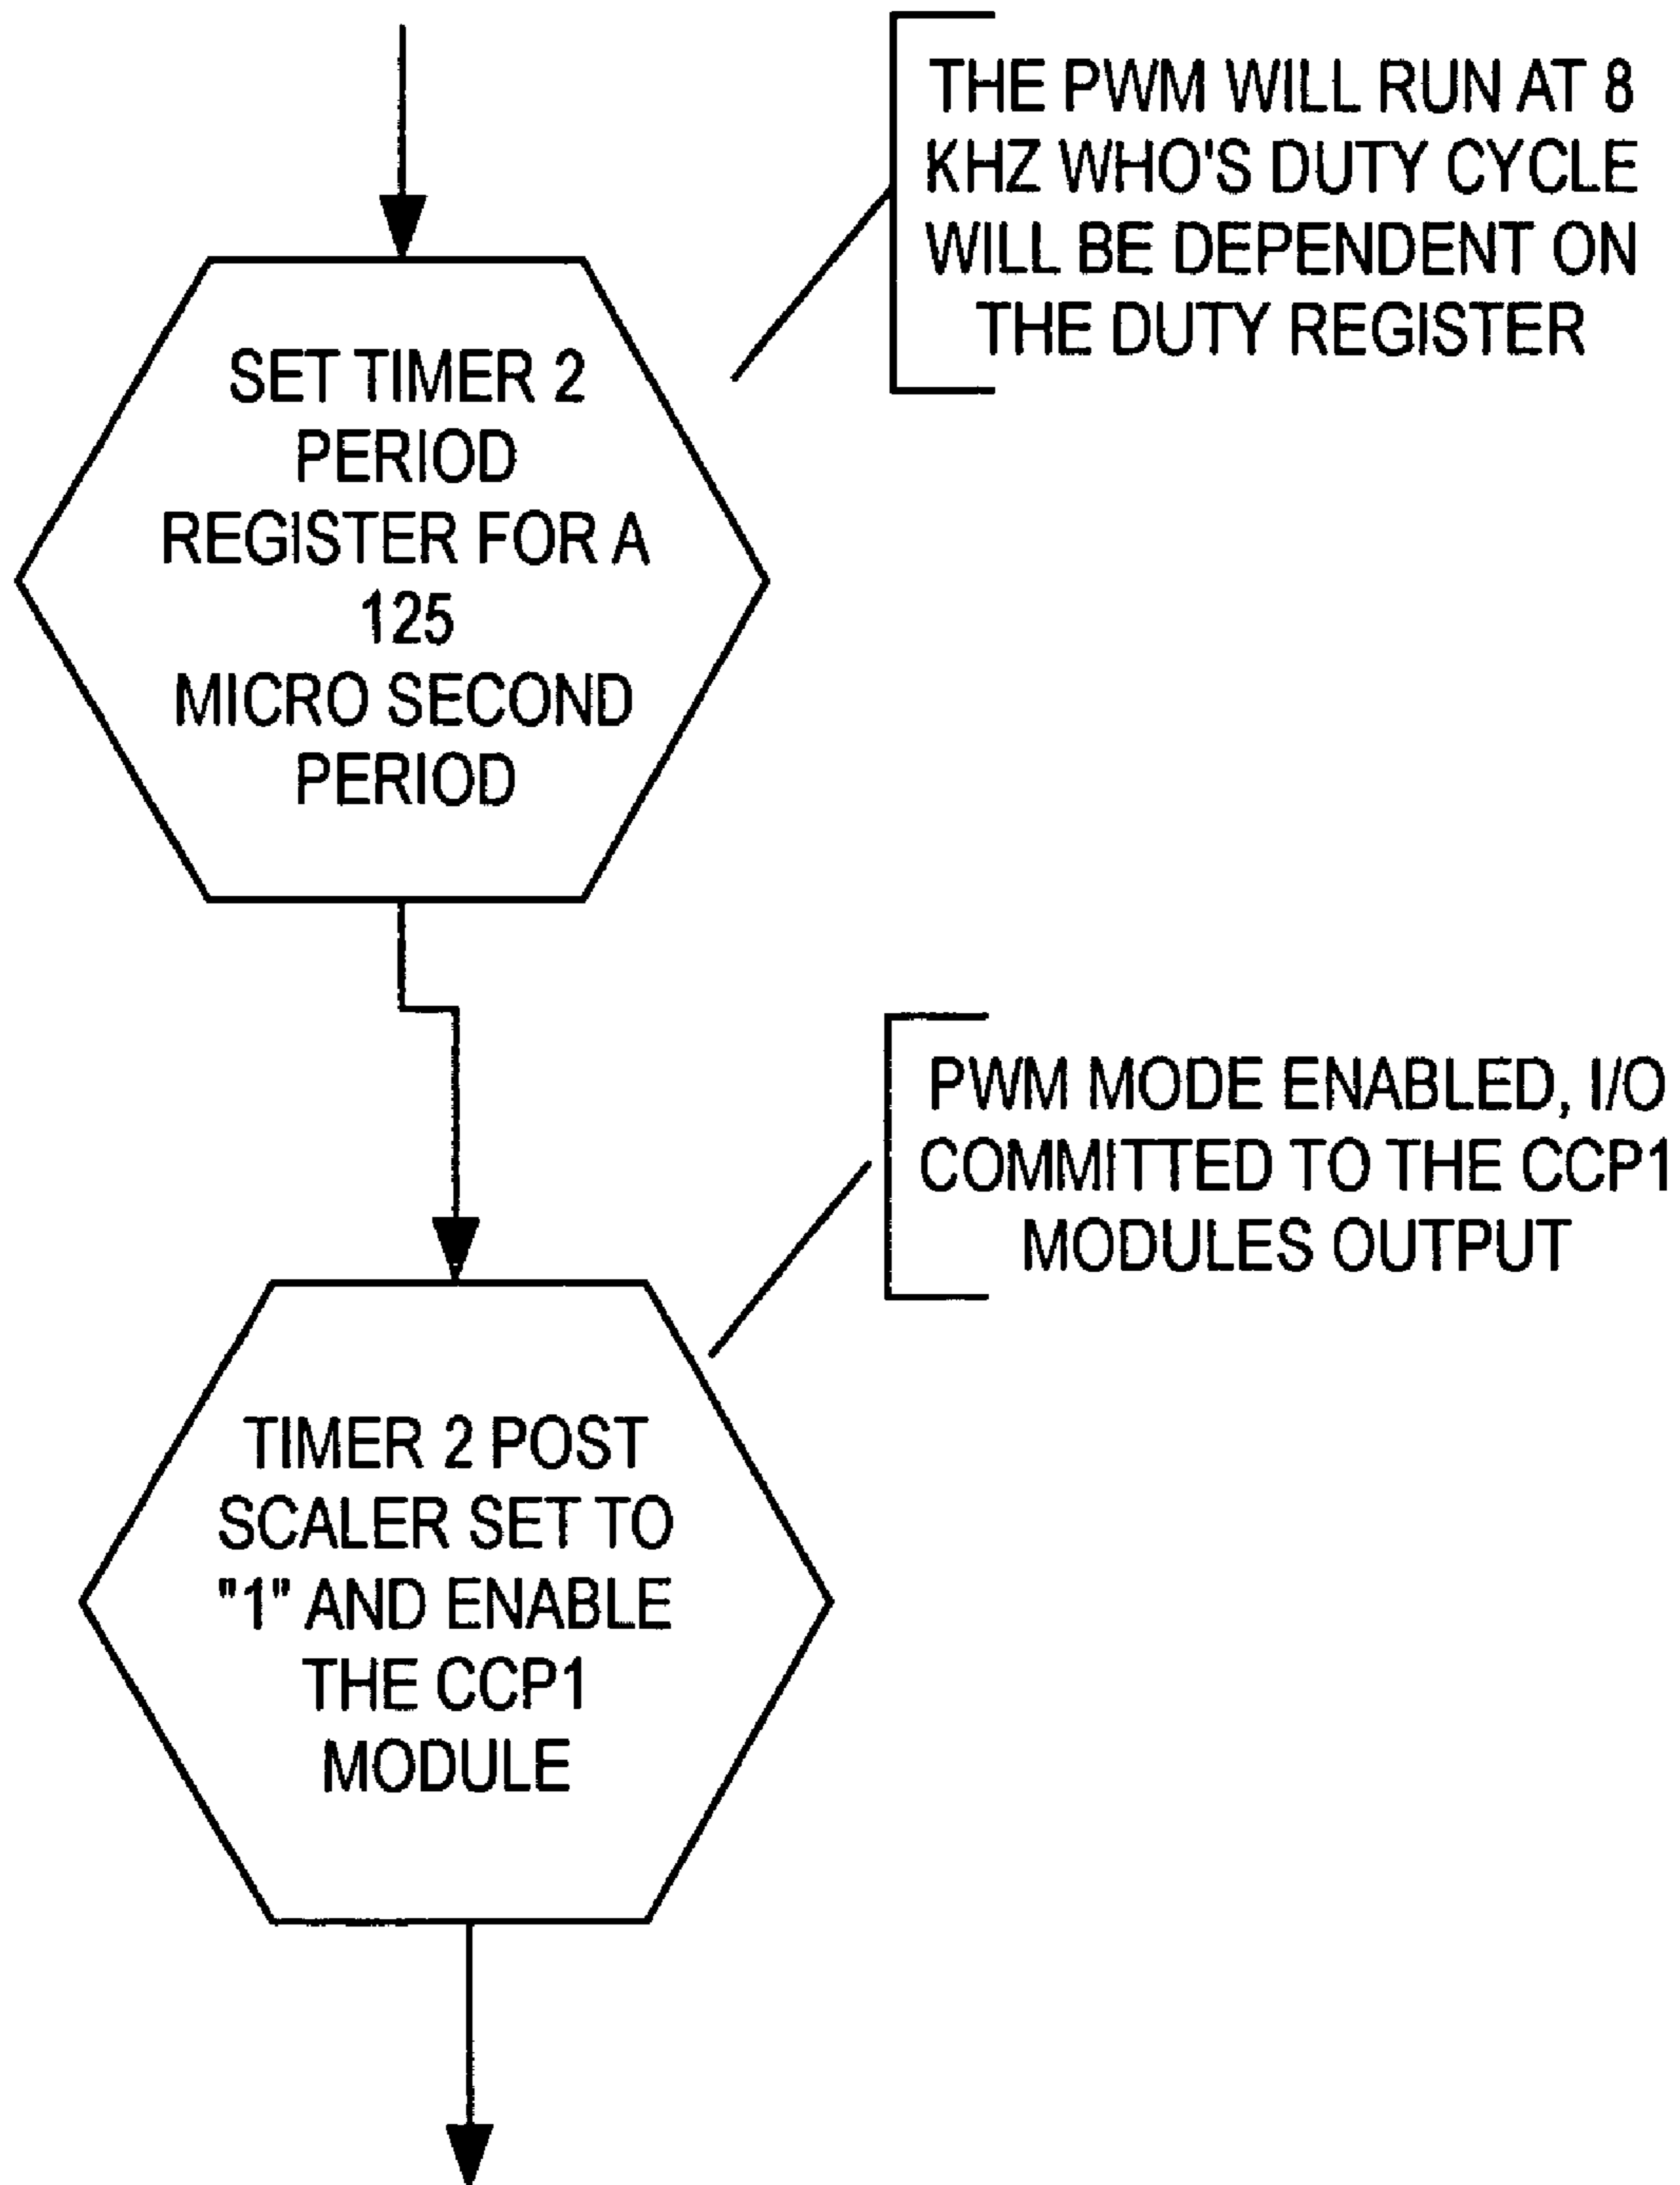 THE PWM WILL RUN AT 8
KHZ WHO'S DUTY CYCLE
WILL BE DEPENDENT ON
THE DUTY REGISTER
SET TIMER 2
PERIOD
REGISTER FOR A
125
MICRO SECOND
PERIOD
PWM MODE ENABLED, I/O
COMMITTED TO THE CCP1
MODULES OUTPUT
TIMER 2 POST
SCALER SET TO
"1" AND ENABLE
THE CCP1
MODULE